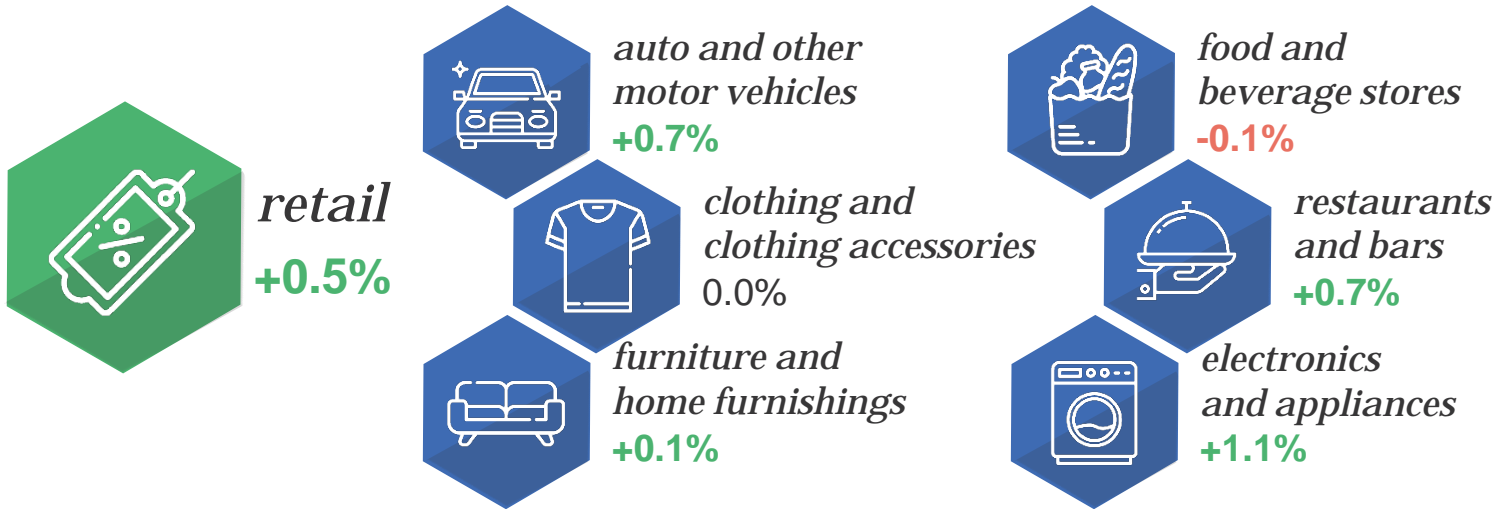 retail
+0.5%
auto and other
motor vehicles
+0.7%
clothing and
clothing accessories
0.0%
furniture and
home furnishings
+0.1%
food and
beverage stores
-0.1%
restaurants
and bars
+0.7%
electronics
and appliances
+1.1%